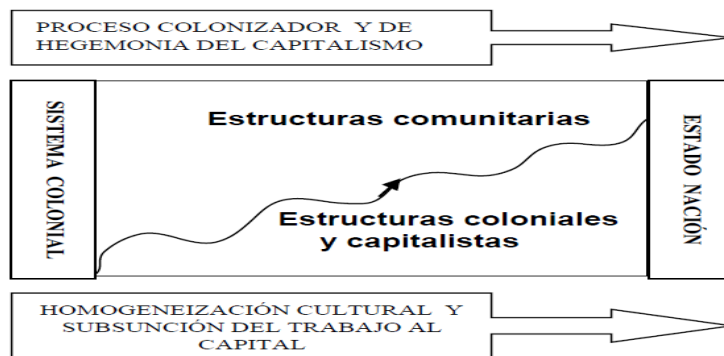 PROCESO COLONIZADOR Y DE
HEGEMONIA DEL CAPITALISMO
SISTEMA COLONIAL
Estructuras comunitarias
Estructuras coloniales
y capitalistas
ESTADO NACIÓN
HOMOGENEIZACIÓN CULTURAL Y
SUBSUNCIÓN DEL TRABAJO AL
CAPITAL